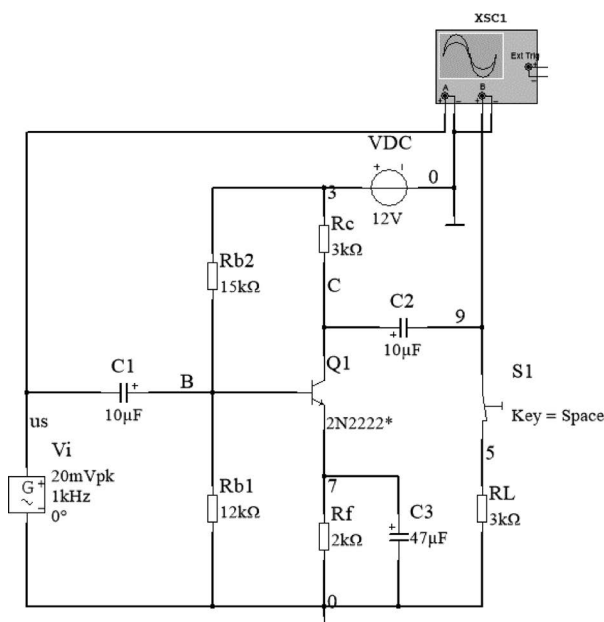 XSC1
Ext Trig
+
A
B
VDC
3
0
12V
Rc
3kΩ
Rb2
15kΩ
C
C2
9
10µF
C1
B
Q1
S1
10µF
us
2N2222*
Key = Space
Vi
5
20mVpk
7
G
1kHz
Rb1
Rf
C3
RL
0°
12kΩ
2kΩ
47µF
3kΩ
0